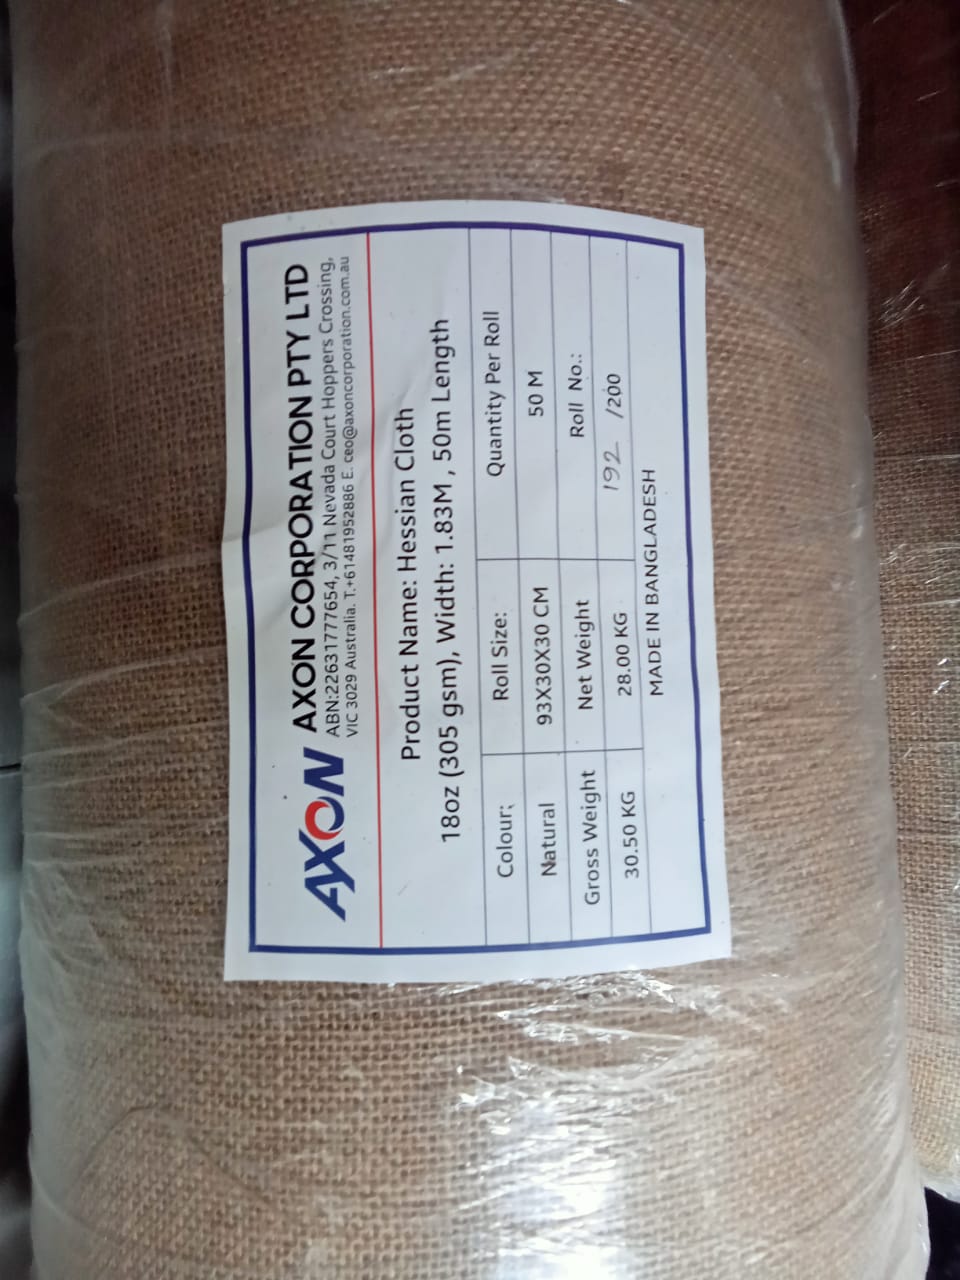 AXON AXON CORPORATION PTY LTD
ABN:22631777654, 3/11 Nevada Court Hoppers Crossing,
VIC 3029 Australia. T.+61481952886 E. ceo@axoncorporation.com.au
Product Name: Hessian Cloth
18oz (305 gsm), Width: 1.83M , 50m Length
Colour: Roll Size: Quantity Per Roll
Natural 93X30X30 CM 50 M
Gross Weight Net Weight Roll No.:
30.50 KG 28.00 KG 192 /200
MADE IN BANGLADESH